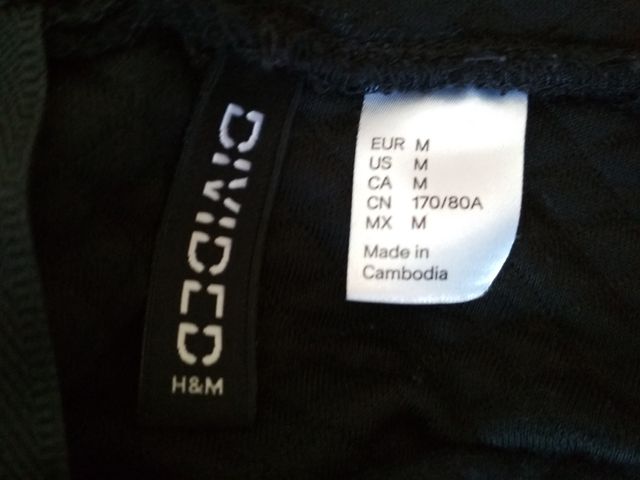 DIVIDED
H&M
EUR M
US M
CA M
CN 170/80A
MX M
Made in
Cambodia